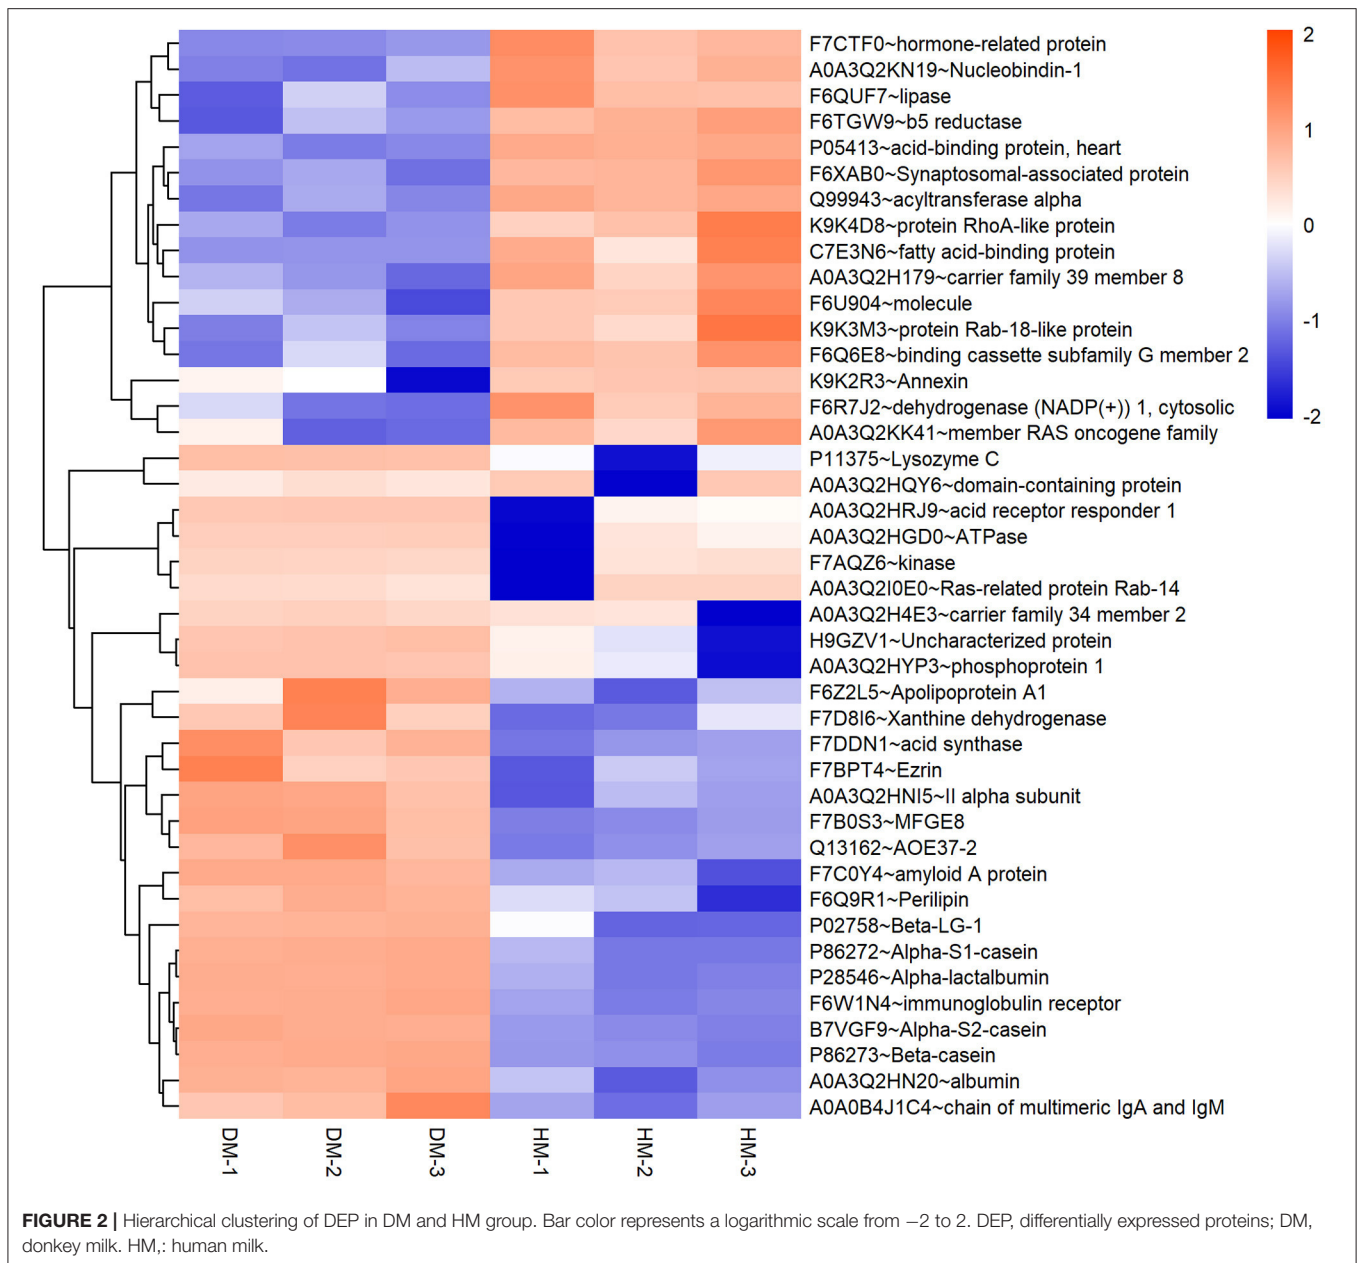 F7CTF0~hormone-related protein
A0A3Q2KN19~Nucleobindin-1
F6QUF7~lipase
F6TGW9~b5 reductase
P05413~acid-binding protein, heart
F6XAB0~Synaptosomal-associated protein
Q99943~acyltransferase alpha
K9K4D8~protein RhoA-like protein
C7E3N6~fatty acid-binding protein
A0A3Q2H179~carrier family 39 member 8
F6U904~molecule
K9K3M3~protein Rab-18-like protein
F6Q6E8~binding cassette subfamily G member 2
K9K2R3~Annexin
F6R7J2~dehydrogenase (NADP(+)) 1, cytosolic
A0A3Q2KK41~member RAS oncogene family
P11375~Lysozyme C
A0A3Q2HQY6~domain-containing protein
A0A3Q2HRJ9~acid receptor responder 1
A0A3Q2HGD0~ATPase
F7AQZ6~kinase
A0A3Q2I0E0~Ras-related protein Rab-14
A0A3Q2H4E3~carrier family 34 member 2
H9GZV1~Uncharacterized protein
A0A3Q2HYP3~phosphoprotein 1
F6Z2L5~Apolipoprotein A1
F7D8I6~Xanthine dehydrogenase
F7DDN1~acid synthase
F7BPT4~Ezrin
A0A3Q2HNI5~II alpha subunit
F7B0S3~MFGE8
Q13162~AOE37-2
F7C0Y4~amyloid A protein
F6Q9R1~Perilipin
P02758~Beta-LG-1
P86272~Alpha-S1-casein
P28546~Alpha-lactalbumin
F6W1N4~immunoglobulin receptor
B7VGF9~Alpha-S2-casein
P86273~Beta-casein
A0A3Q2HN20~albumin
A0A0B4J1C4~chain of multimeric IgA and IgM
2
1
0
-1
-2
DM-1
DM-2
DM-3
HM-1
HM-2
HM-3
FIGURE 2 | Hierarchical clustering of DEP in DM and HM group. Bar color represents a logarithmic scale from −2 to 2. DEP, differentially expressed proteins; DM,
donkey milk. HM,: human milk.